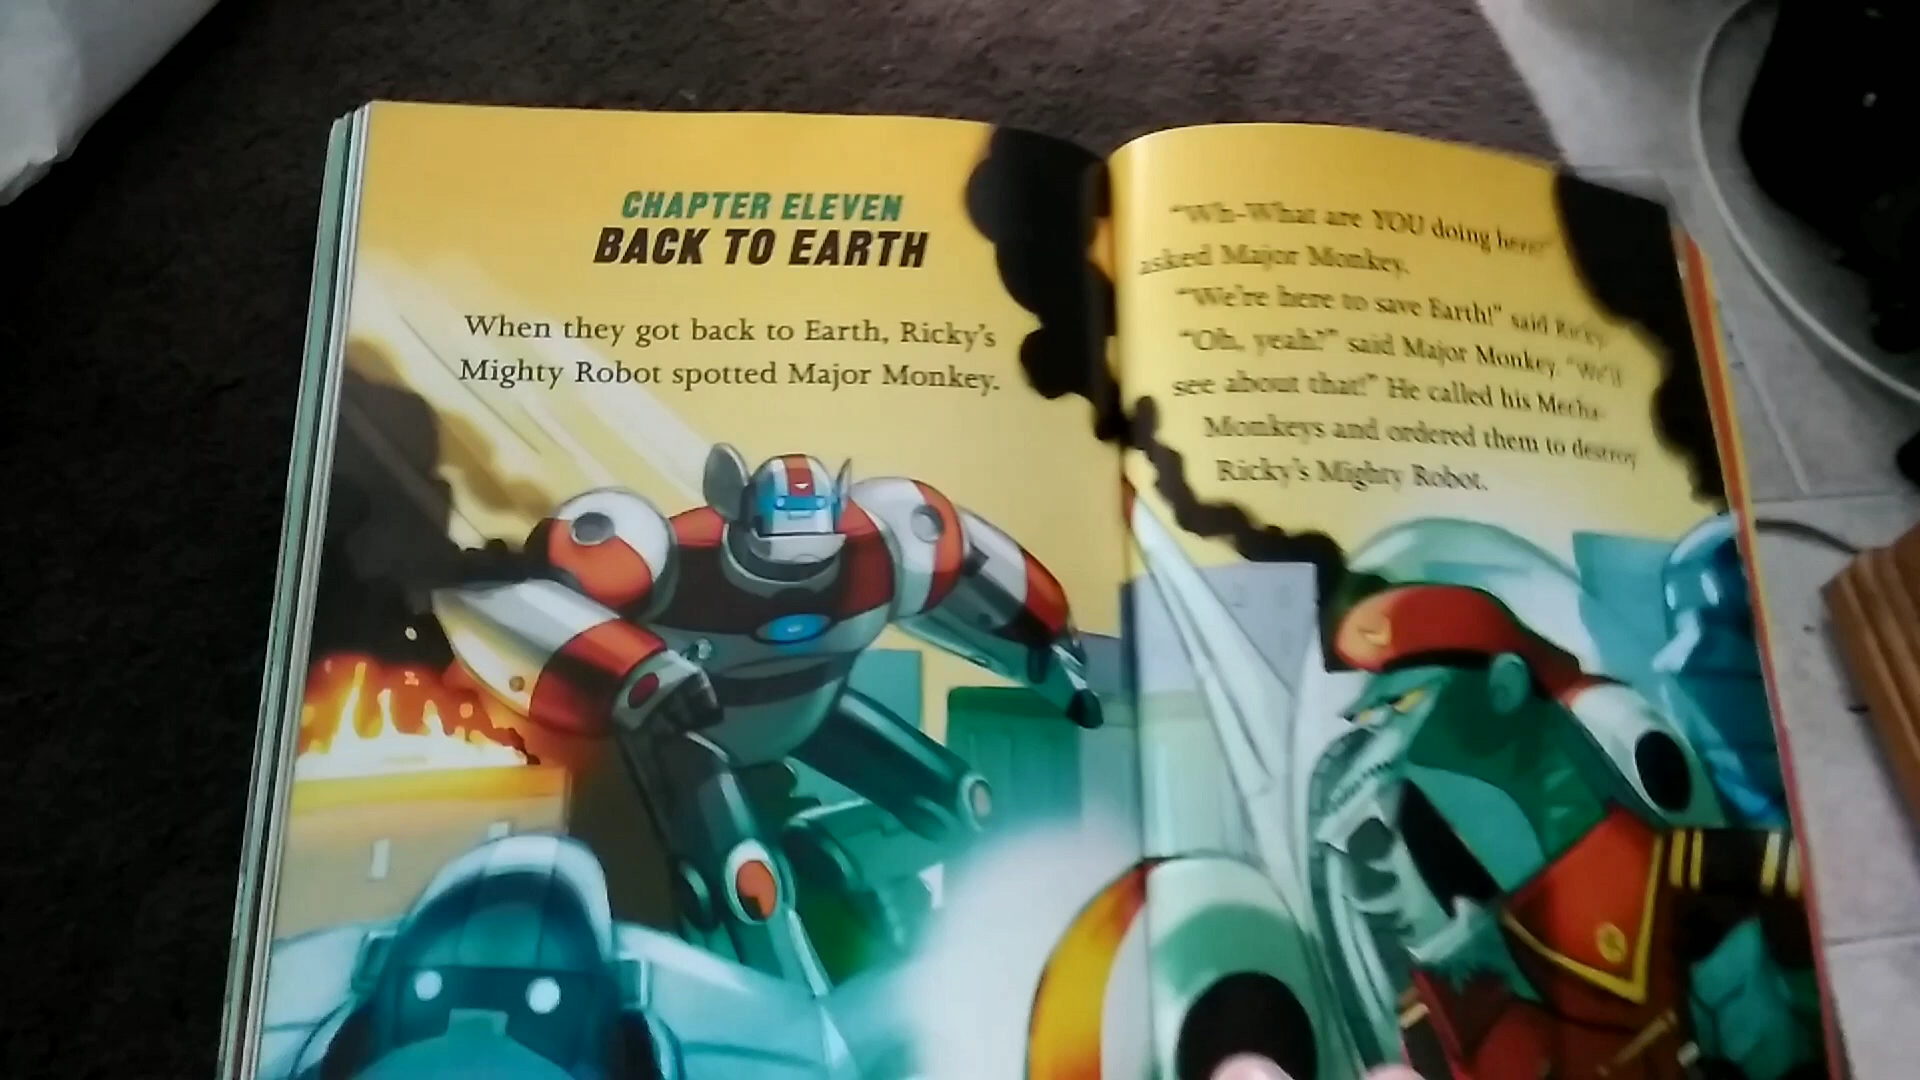 CHAPTER ELEVEN
BACK TO EARTH
When they got back to Earth, Ricky's
Mighty Robot spotted Major Monkey.
"Wh-What are YOU doing here?"
asked Major Monkey.
"We're here to save Earth!" said Ricky.
"Oh, yeah?" said Major Monkey. "We'll
see about that!" He called his Mecha-
Monkeys and ordered them to destroy
Ricky's Mighty Robot.